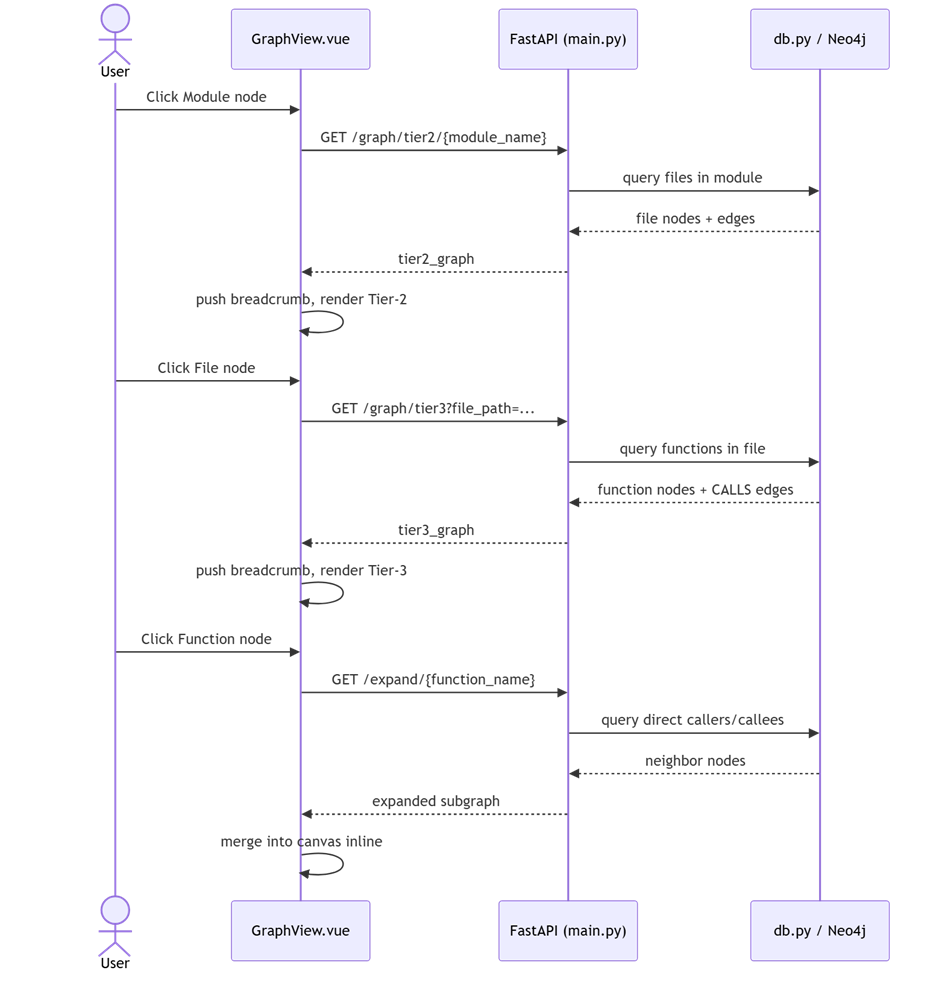 User
GraphView.vue
FastAPI (main.py)
db.py / Neo4j
Click Module node
GET /graph/tier2/{module_name}
query files in module
file nodes + edges
tier2_graph
push breadcrumb, render Tier-2
Click File node
GET /graph/tier3?file_path=...
query functions in file
function nodes + CALLS edges
tier3_graph
push breadcrumb, render Tier-3
Click Function node
GET /expand/{function_name}
query direct callers/callees
neighbor nodes
expanded subgraph
merge into canvas inline
User
GraphView.vue
FastAPI (main.py)
db.py / Neo4j